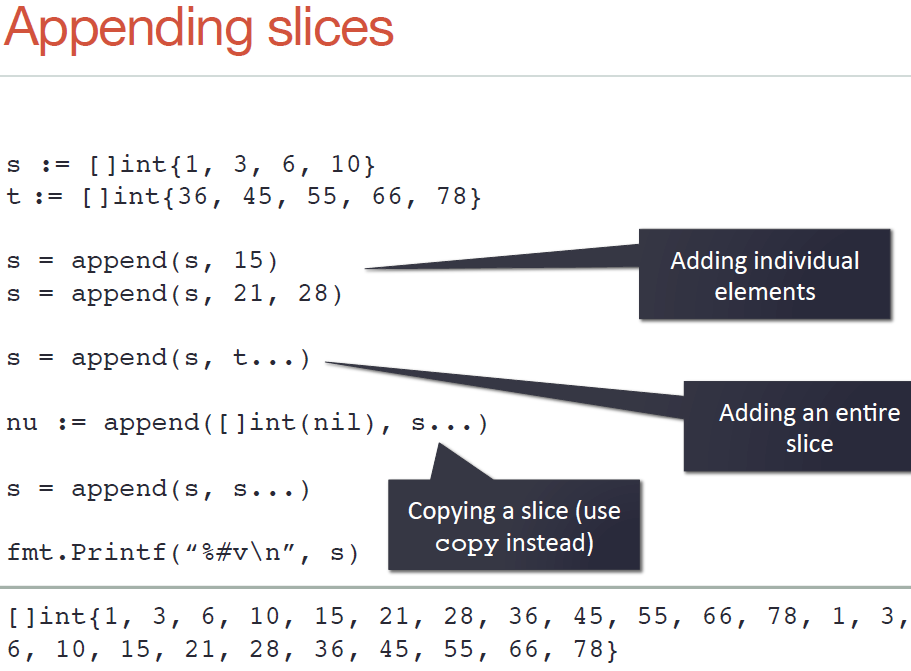 Appending slices
s := []int{1, 3, 6, 10}
t := []int{36, 45, 55, 66, 78}
s = append(s, 15)
s = append(s, 21, 28)
Adding individual
elements
s = append(s, t...)
Adding an entire
slice
nu := append([]int(nil), s...)
Copying a slice (use
copy instead)
s = append(s, s...)
fmt.Printf(“%#v\n”, s)
[]int{1, 3, 6, 10, 15, 21, 28, 36, 45, 55, 66, 78, 1, 3,
6, 10, 15, 21, 28, 36, 45, 55, 66, 78}